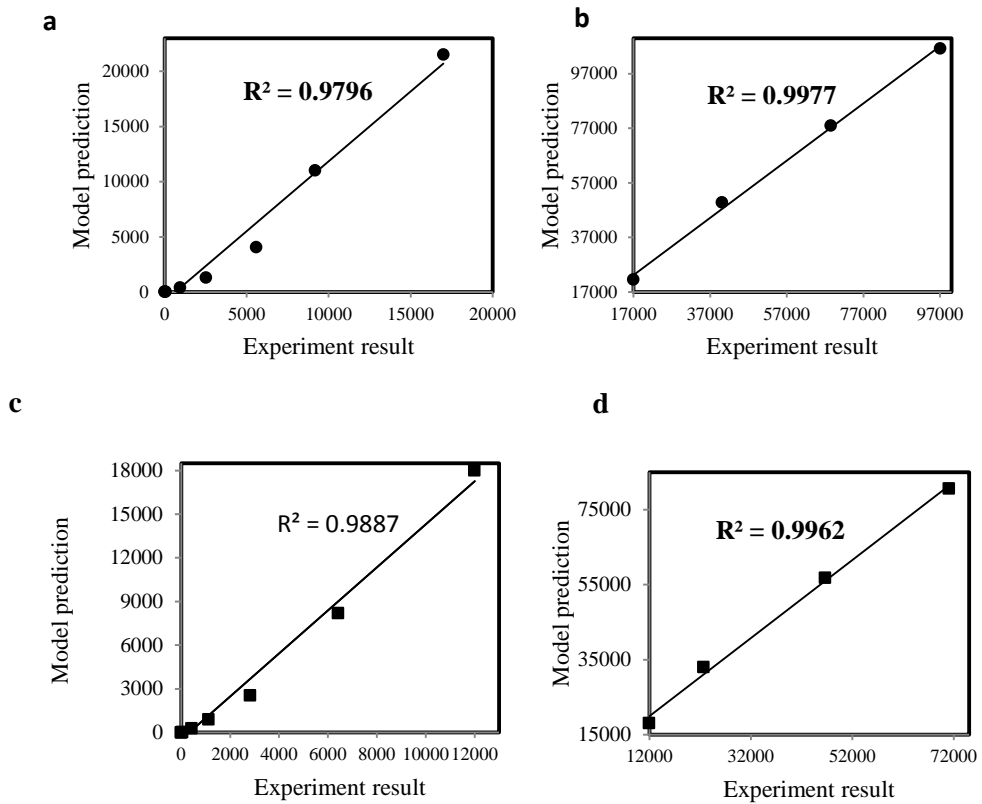 a
R² = 0.9796
Model prediction
20000
15000
10000
5000
0
0 5000 10000 15000 20000
Experiment result
b
R² = 0.9977
Model prediction
97000
77000
57000
37000
17000
17000 37000 57000 77000 97000
Experiment result
c
R² = 0.9887
Model prediction
18000
15000
12000
9000
6000
3000
0
0 2000 4000 6000 8000 10000 12000
Experiment result
d
R² = 0.9962
Model prediction
75000
55000
35000
15000
12000 32000 52000 72000
Experiment result